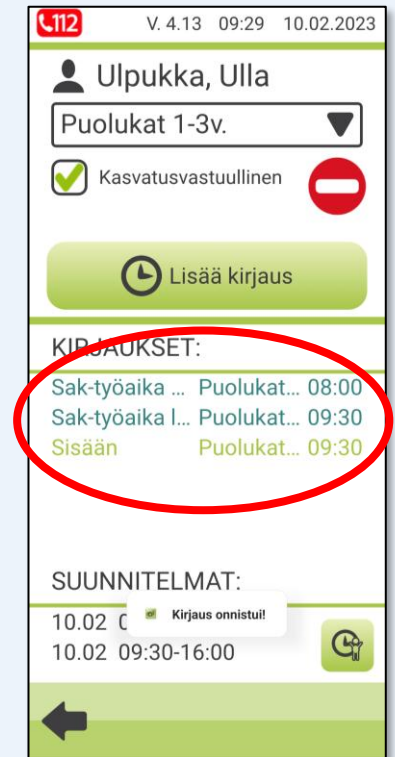 112 V. 4.13 09:29 10.02.2023
Ulpukka, Ulla
Puolukat 1-3v.
Kasvatusvastuullinen
Lisää kirjaus
KIRJAUKSET:
Sak-työaika ... Puolukat... 08:00
Sak-työaika l... Puolukat... 09:30
Sisään Puolukat... 09:30
SUUNNITELMAT:
10.02
Kirjaus onnistui!
10.02 09:30-16:00